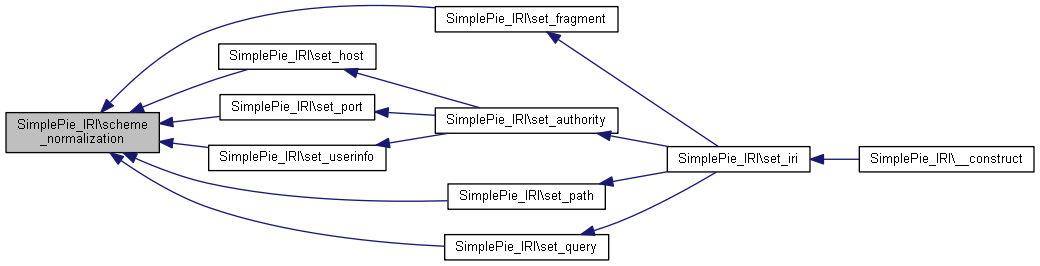 SimplePie_IRI\set_fragment
SimplePie_IRI\set_host
SimplePie_IRI\scheme
_normalization
SimplePie_IRI\set_port
SimplePie_IRI\set_authority
SimplePie_IRI\set_userinfo
SimplePie_IRI\set_iri
SimplePie_IRI\__construct
SimplePie_IRI\set_path
SimplePie_IRI\set_query